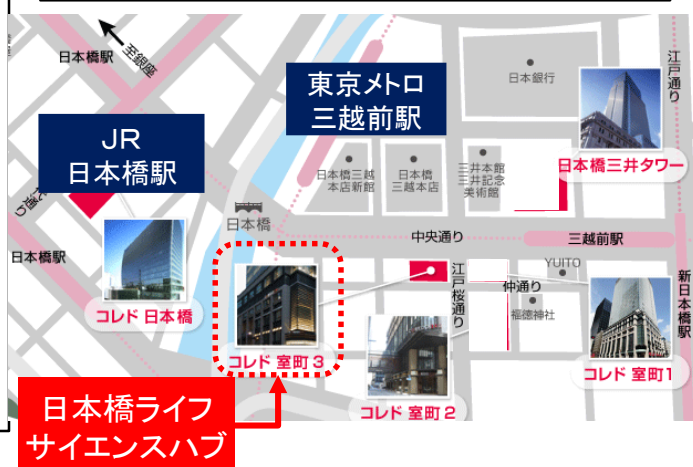 日本橋駅
至銀座
東京メトロ
三越前駅
日本銀行
江戸通り
JR
日本橋駅
日本橋三越
本店新館
日本橋
三越本店
三井本館
三井記念
美術館
日本橋三井タワー
日本橋
中央通り
三越前駅
日本橋駅
コレド 日本橋
江戸桜通り
YUITO
仲通り
福徳神社
新日本橋駅
コレド 室町3
コレド 室町2
コレド 室町1
日本橋ライフ
サイエンスハブ